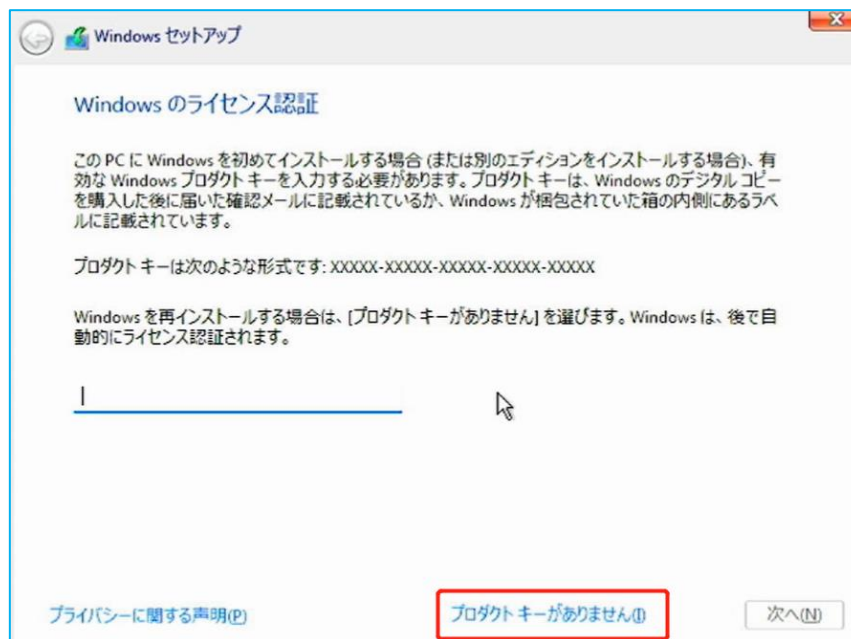 Windows セットアップ
Windows のライセンス認証
この PC に Windows を初めてインストールする場合 (または別のエディションをインストールする場合)、有
効な Windows プロダクト キーを入力する必要があります。プロダクト キーは、Windows のデジタル コピー
を購入した後に届いた確認メールに記載されているか、Windows が梱包されていた箱の内側にあるラベ
ルに記載されています。
プロダクト キーは次のような形式です: XXXXX-XXXXX-XXXXX-XXXXX-XXXXX
Windows を再インストールする場合は、[プロダクト キーがありません] を選びます。Windows は、後で自
動的にライセンス認証されます。
プライバシーに関する声明(P)
プロダクト キーがありません(I)
次へ(N)